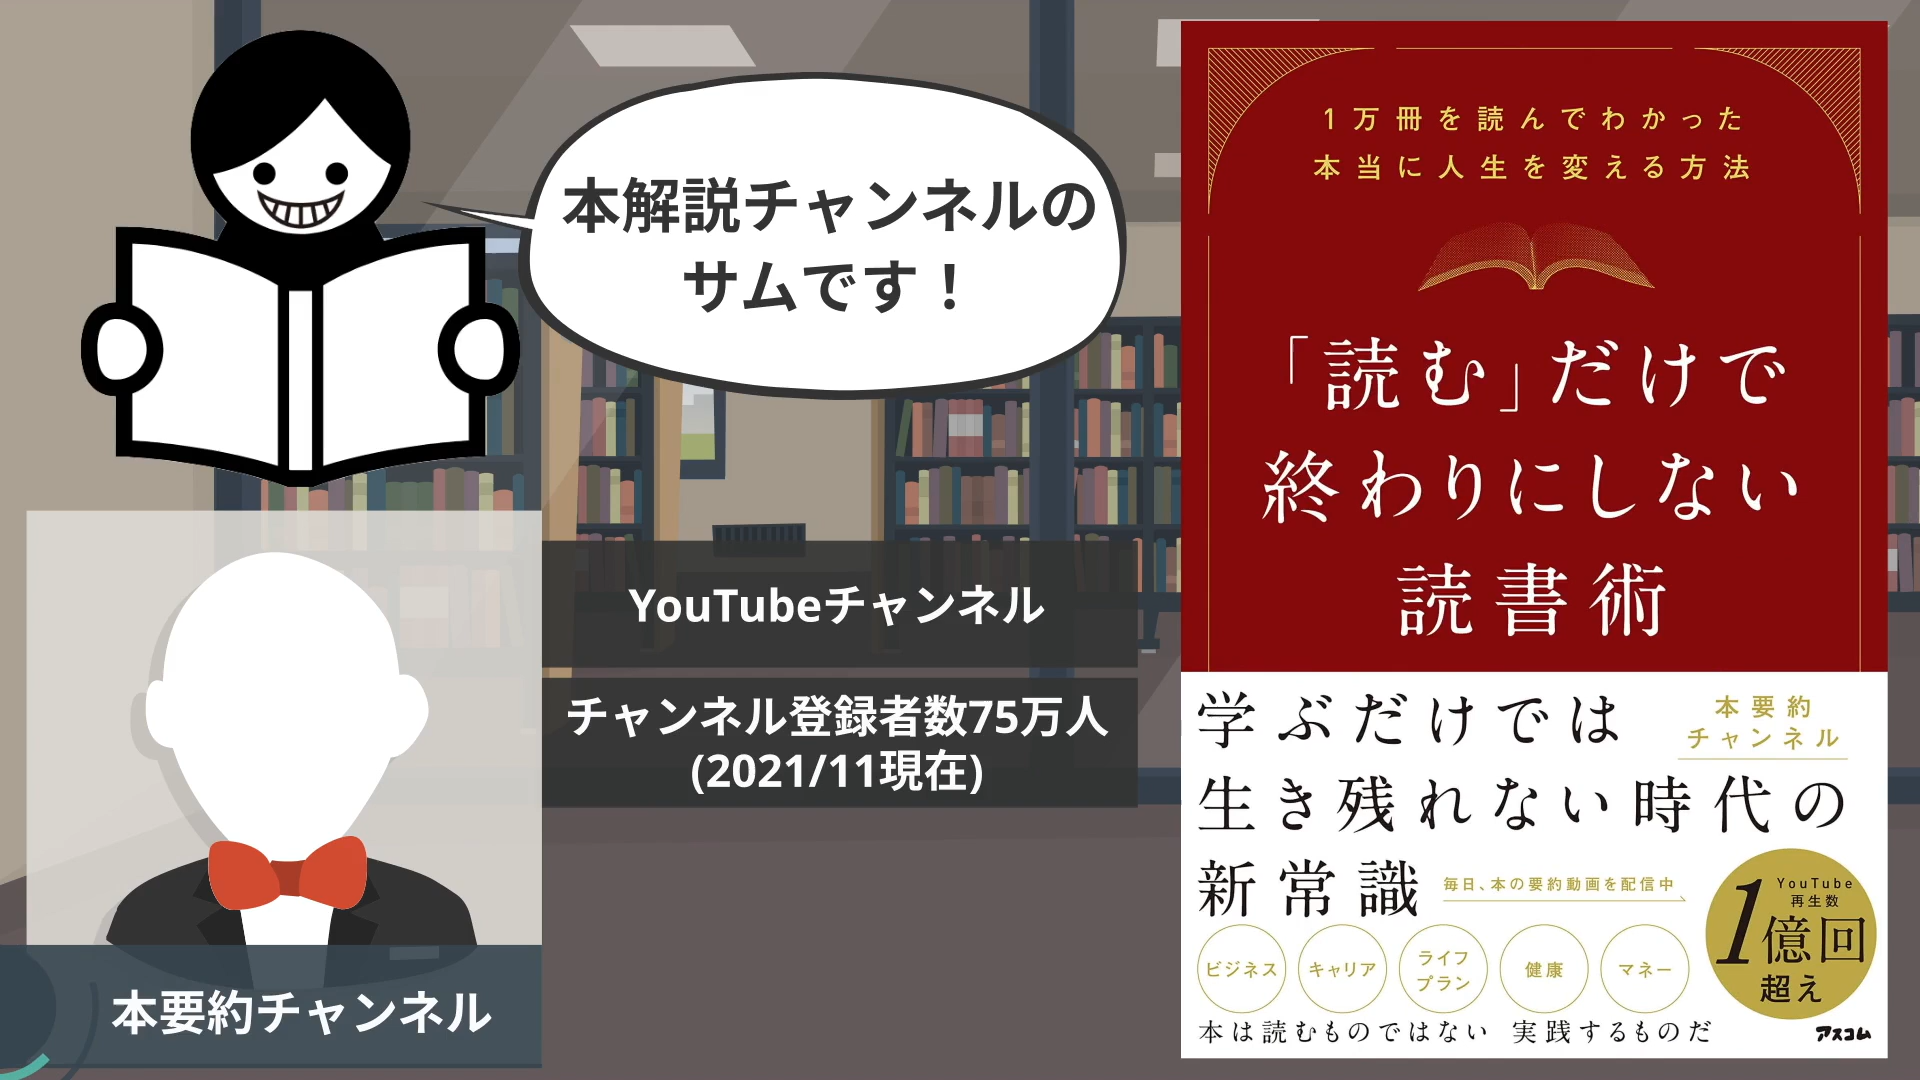 本解説チャンネルの
サムです！
YouTubeチャンネル
チャンネル登録者数75万人
(2021/11現在)
本要約チャンネル
1万冊を読んでわかった
本当に人生を変える方法
「読む」だけで
終わりにしない
読書術
学ぶだけでは
生き残れない時代の
新常識
本要約
チャンネル
毎日、本の要約動画を配信中
ビジネス
キャリア
ライフ
プラン
健康
マネー
YouTube
再生数
1億回
超え
本は読むものではない 実践するものだ
アスコム